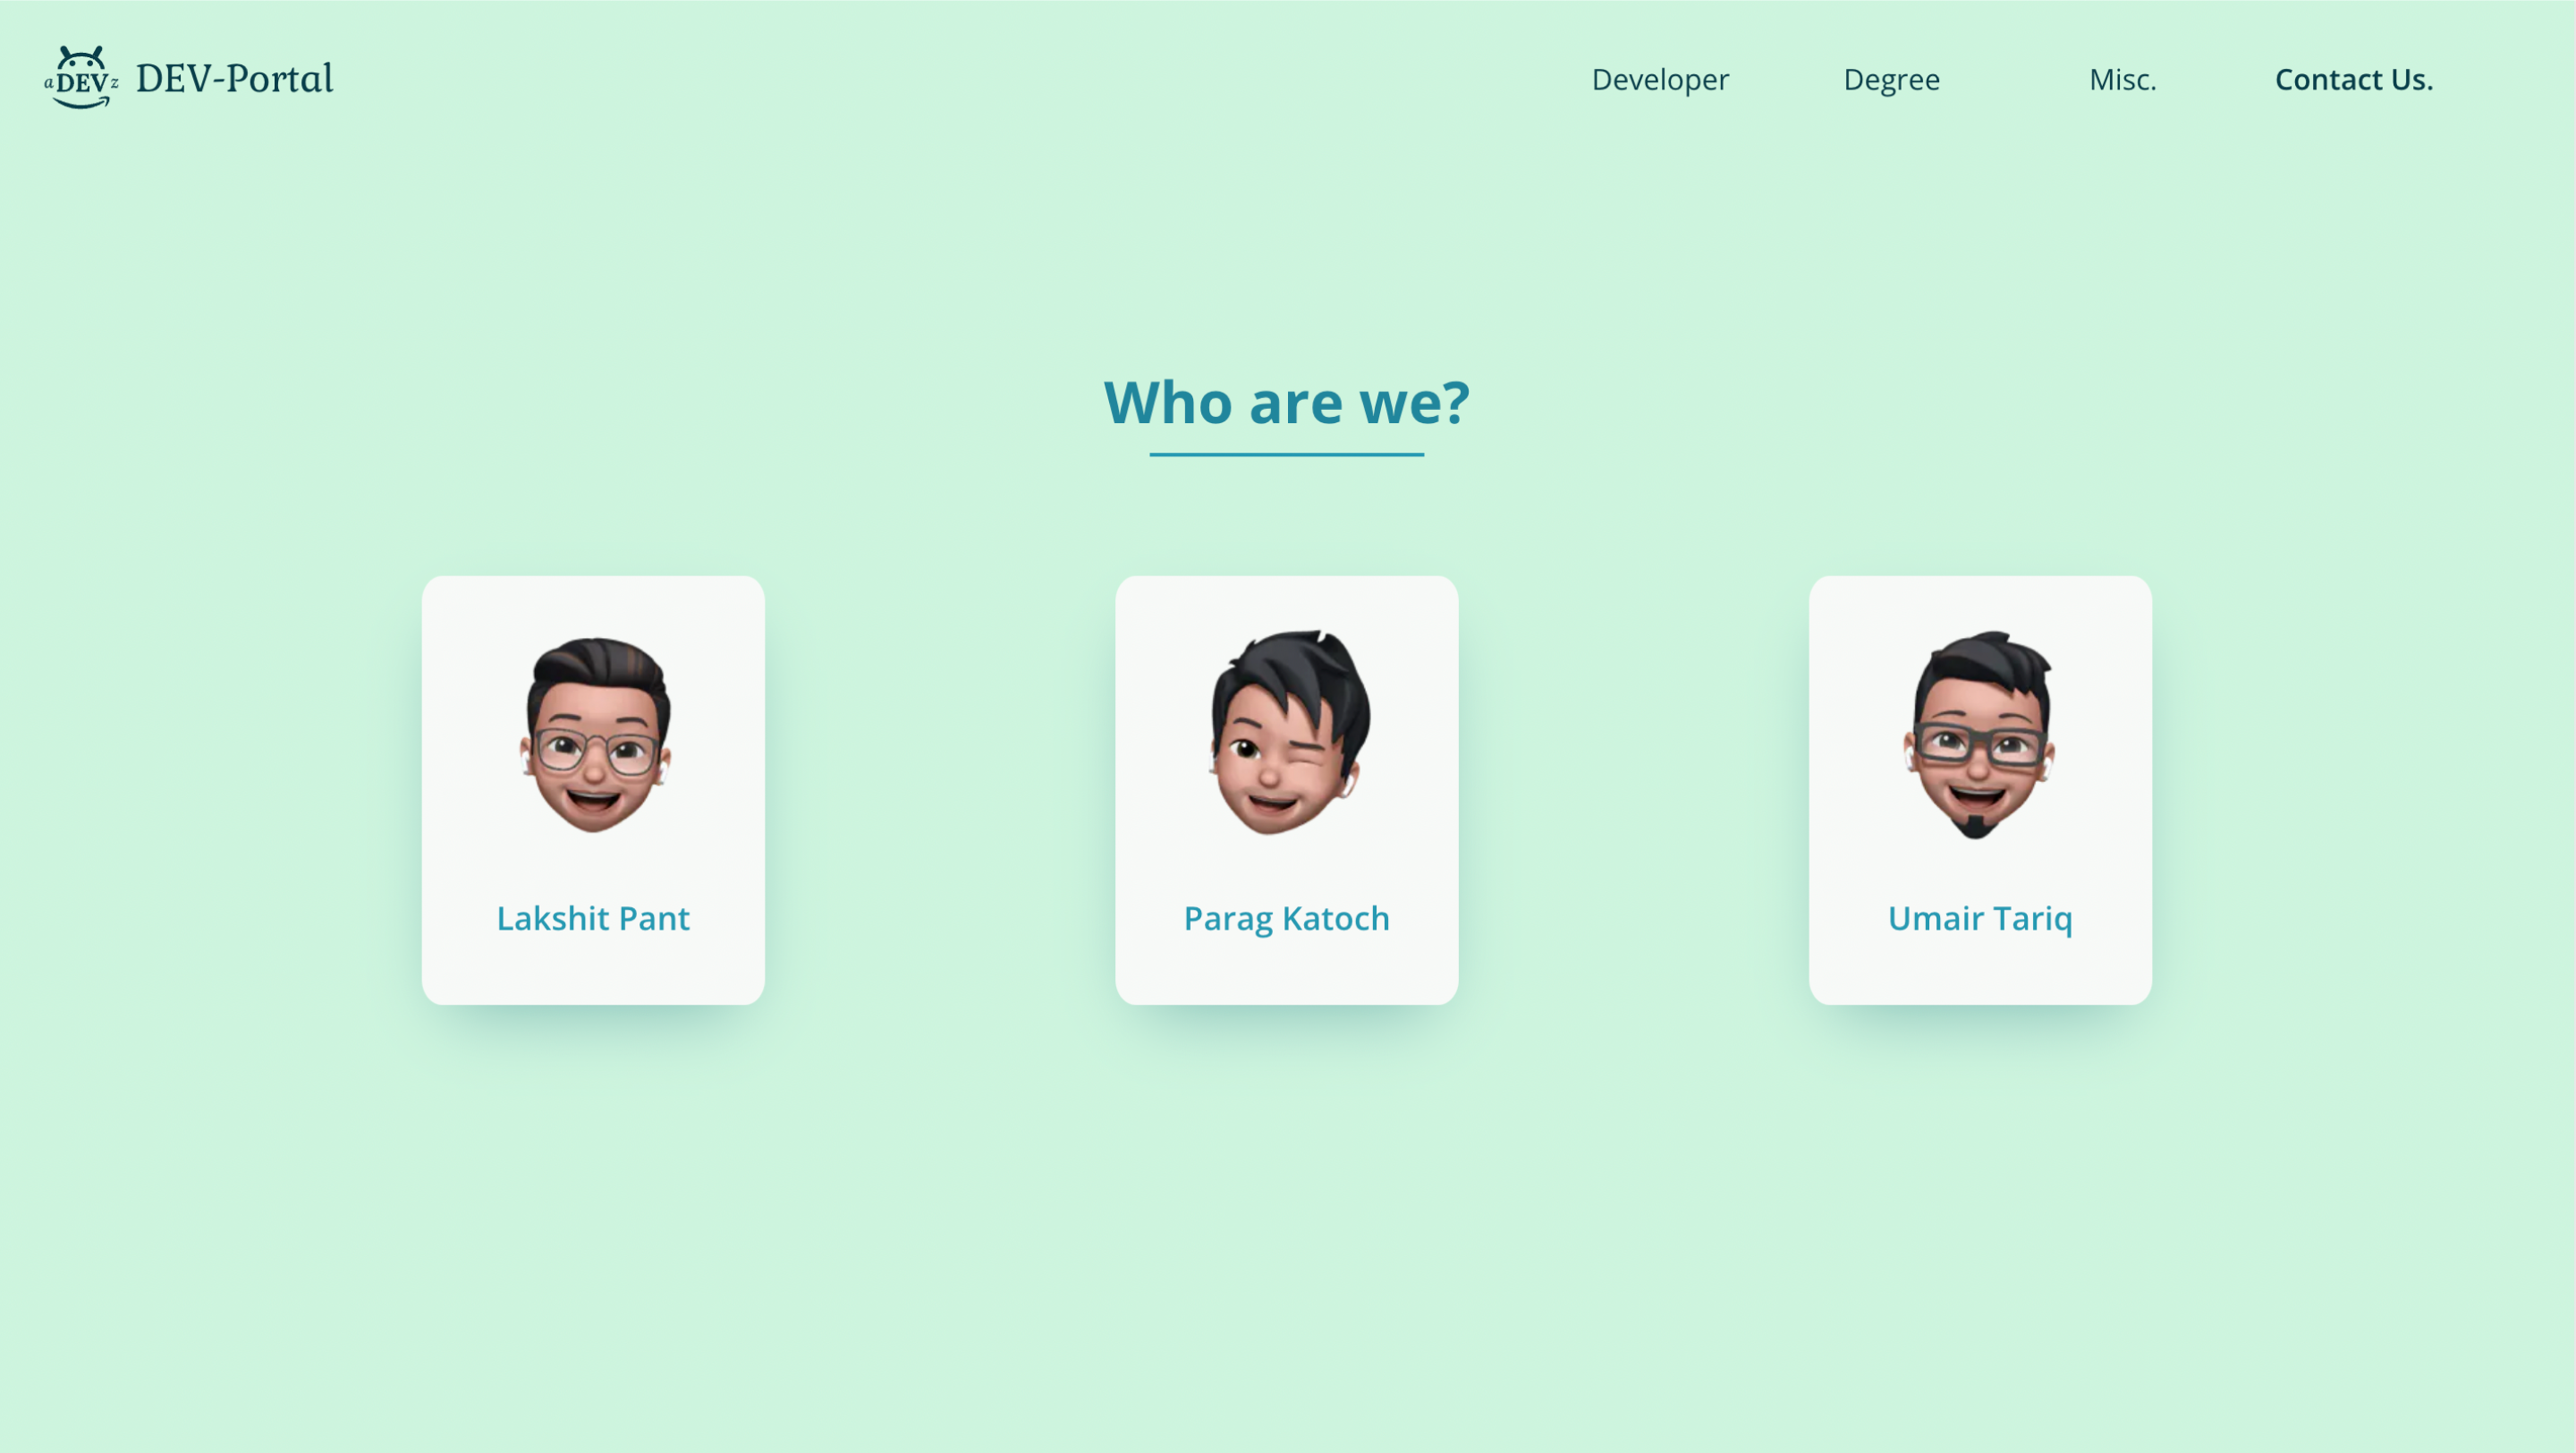 aDEVz DEV-Portal
Developer Degree Misc. Contact Us.
Who are we?
Lakshit Pant Parag Katoch Umair Tariq